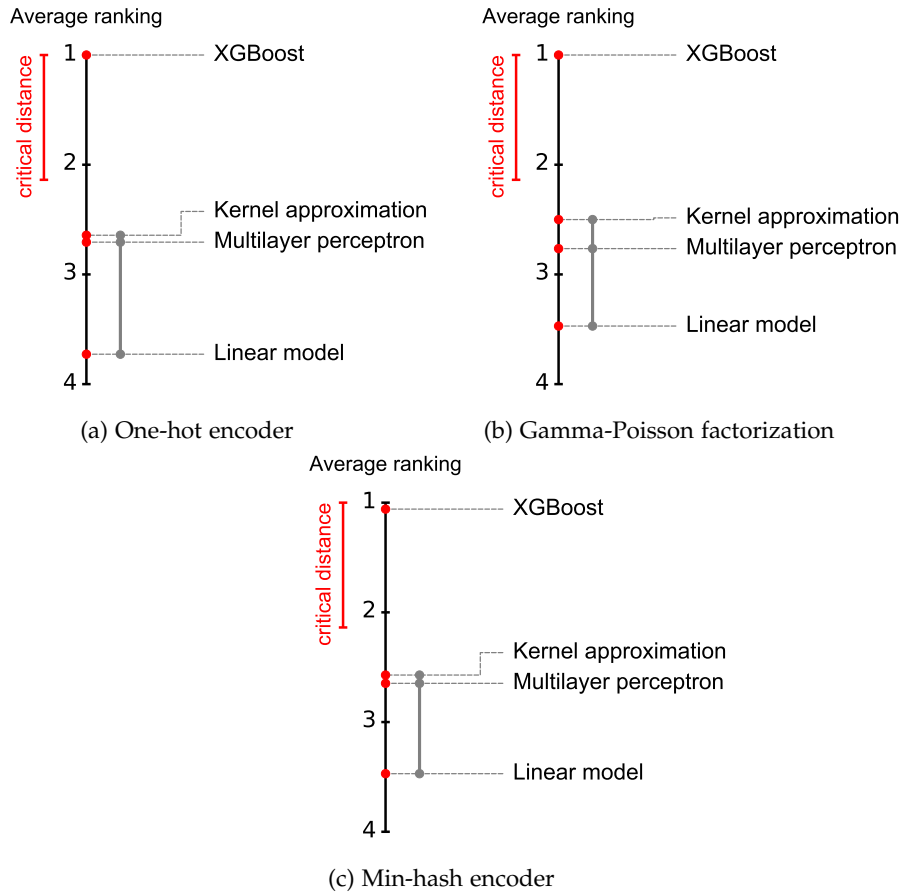 Average ranking
1
XGBoost
critical distance
2
Kernel approximation
Multilayer perceptron
3
Linear model
4
(a) One-hot encoder
Average ranking
1
XGBoost
critical distance
2
Kernel approximation
Multilayer perceptron
3
Linear model
4
(b) Gamma-Poisson factorization
Average ranking
1
XGBoost
critical distance
2
Kernel approximation
Multilayer perceptron
3
Linear model
4
(c) Min-hash encoder